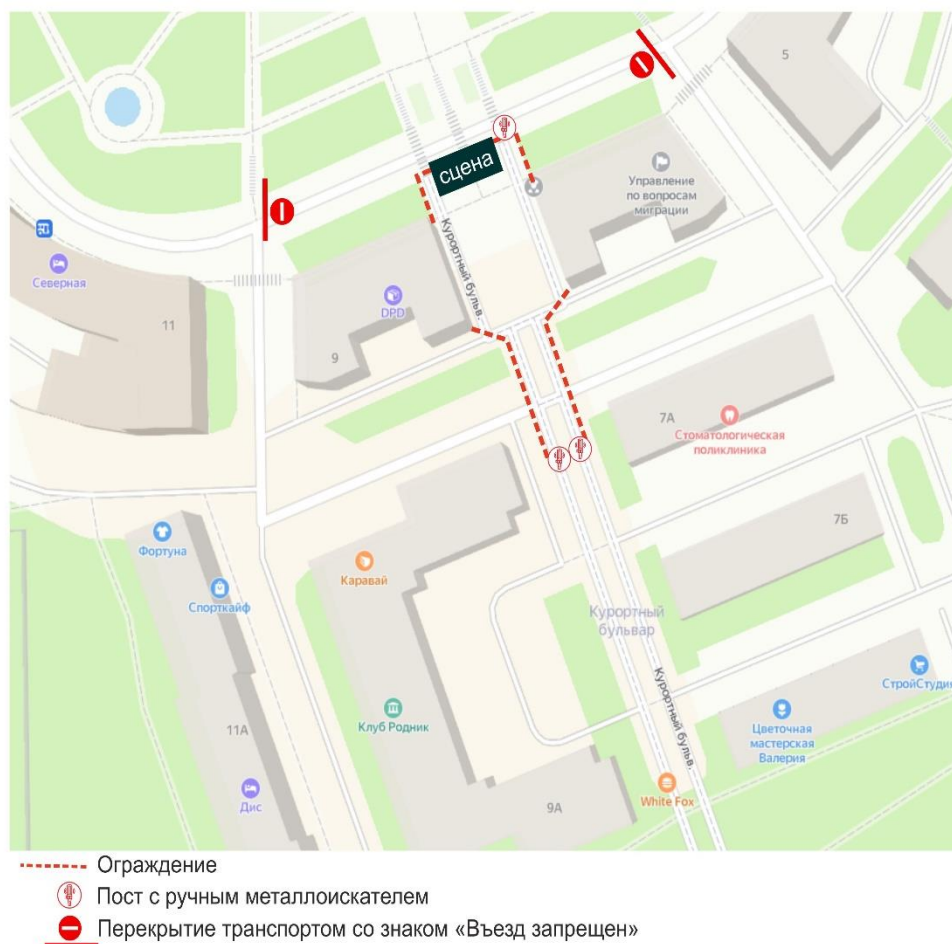 5
сцена
Управление
по вопросам
миграции
Курортный бульв.
Северная
DPD
11
9
7А
Стоматологическая
поликлиника
7Б
Фортуна
Каравай
Спорткафф
Курортный
бульвар
Курортный бульв.
СтройСтудия
11А
Клуб Родник
Цветочная
мастерская
Валерия
Дис
9А
White Fox
Ограждение
Пост с ручным металлоискателем
Перекрытие транспортом со знаком «Въезд запрещен»